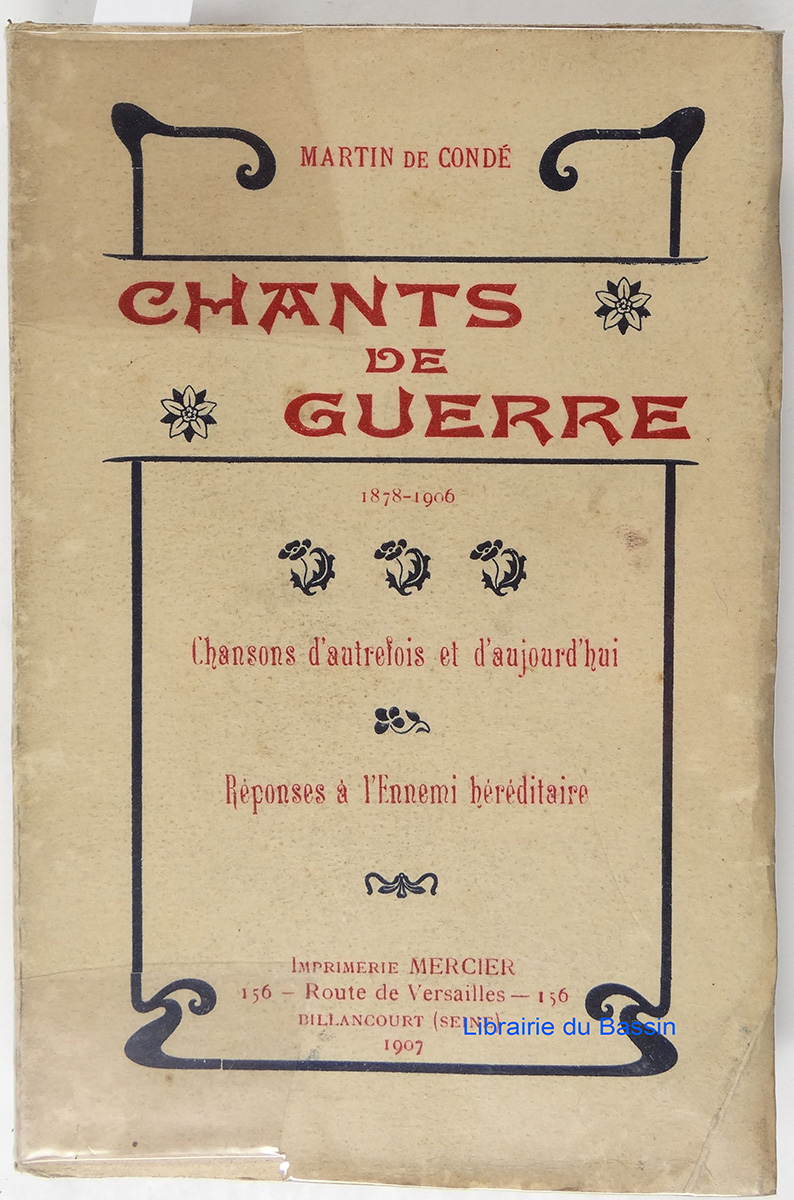 MARTIN DE CONDÉ
CHANTS
DE
GUERRE
1878-1906
Chansons d'autrefois et d'aujourd'hui
Réponses à l'Ennemi héréditaire
IMPRIMERIE MERCIER
156 — Route de Versailles — 156
BILLANCOURT (SEINE)
Librairie du Bassin
1907